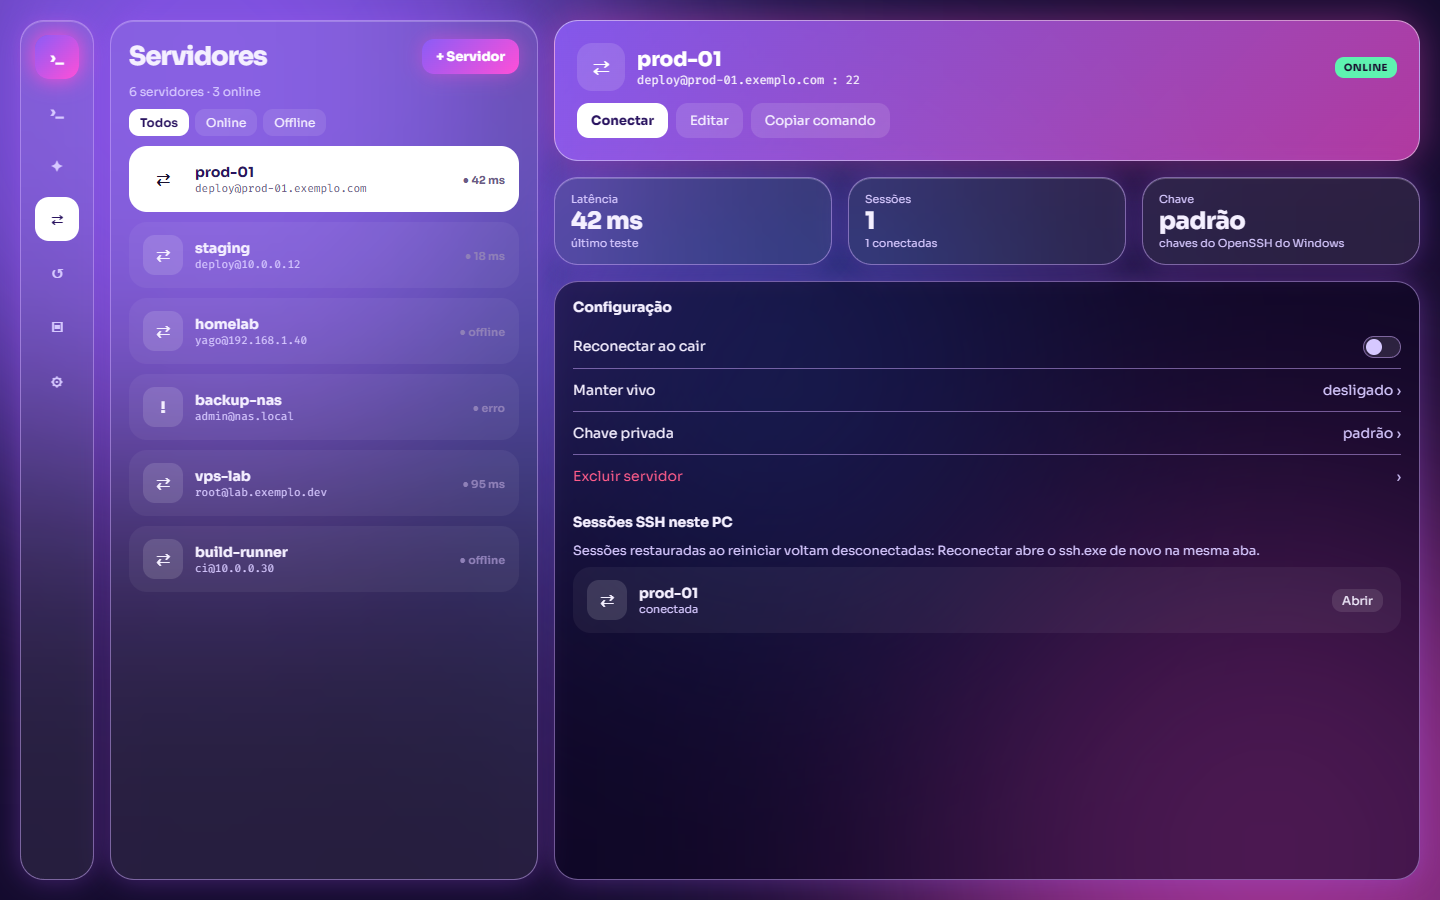 Servidores
+ Servidor
6 servidores · 3 online
Todos
Online
Offline
prod-01
deploy@prod-01.exemplo.com
• 42 ms
staging
deploy@10.0.0.12
• 18 ms
homelab
yago@192.168.1.40
• offline
!
backup-nas
admin@nas.local
• erro
vps-lab
root@lab.exemplo.dev
• 95 ms
build-runner
ci@10.0.0.30
• offline
prod-01
deploy@prod-01.exemplo.com : 22
ONLINE
Conectar
Editar
Copiar comando
Latência
42 ms
último teste
Sessões
1
1 conectadas
Chave
padrão
chaves do OpenSSH do Windows
Configuração
Reconectar ao cair
Manter vivo
desligado ›
Chave privada
padrão ›
Excluir servidor
›
Sessões SSH neste PC
Sessões restauradas ao reiniciar voltam desconectadas: Reconectar abre o ssh.exe de novo na mesma aba.
prod-01
conectada
Abrir